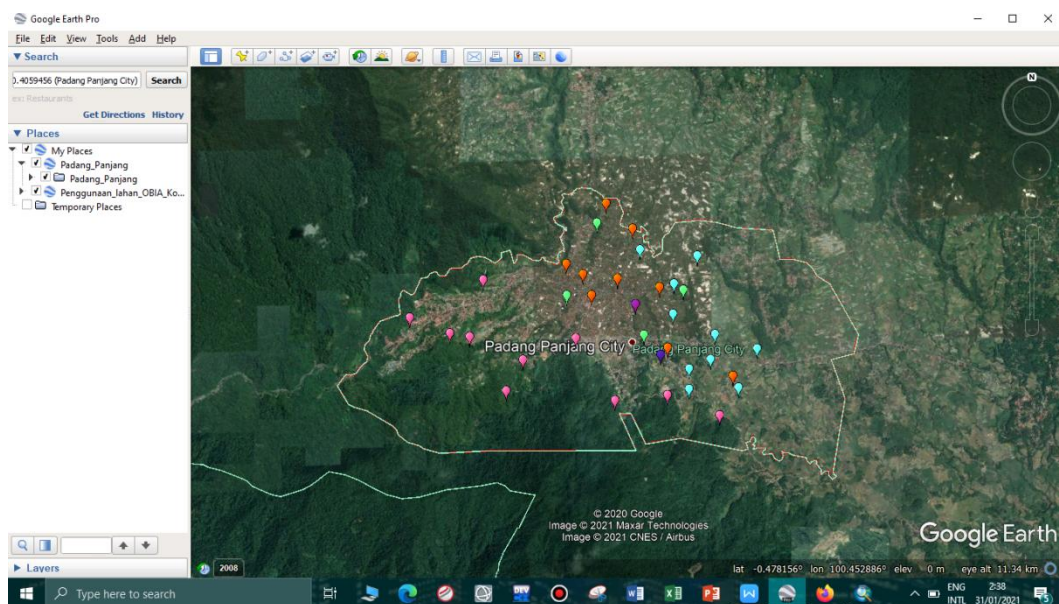 Google Earth Pro
File Edit View Tools Add Help
▼ Search
0.4059456 (Padang Panjang City) Search
ex: Restaurants
Get Directions History
▼ Places
My Places
Padang_Panjang
Padang_Panjang
Penggunaan_lahan_OBIA_Ko...
Temporary Places
N
Padang Panjang City
Padang Panjang City
© 2020 Google
Image © 2021 Maxar Technologies
Image © 2021 CNES / Airbus
Google Earth
▶ Layers
2008
lat -0.478156° lon 100.452886° elev 0 m eye alt 11.34 km
Type here to search
DEV
ENG 2:38
INTL 31/01/2021